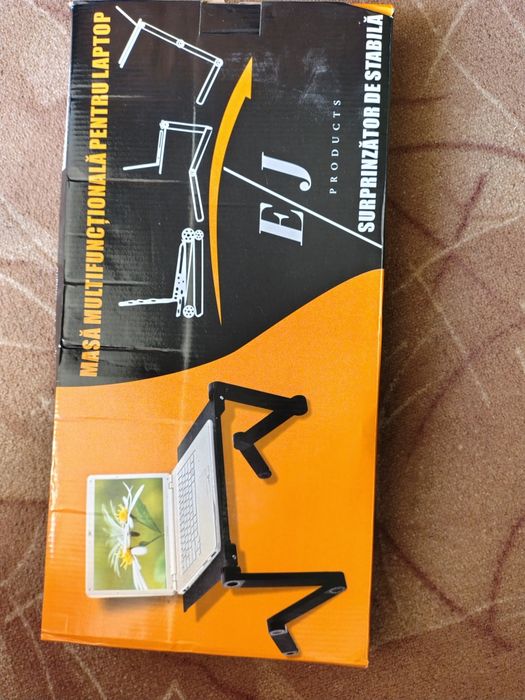 MASĂ MULTIFUNCȚIONALĂ PENTRU LAPTOP
EJ
PRODUCTS
SURPRINZĂTOR DE STABILĂ